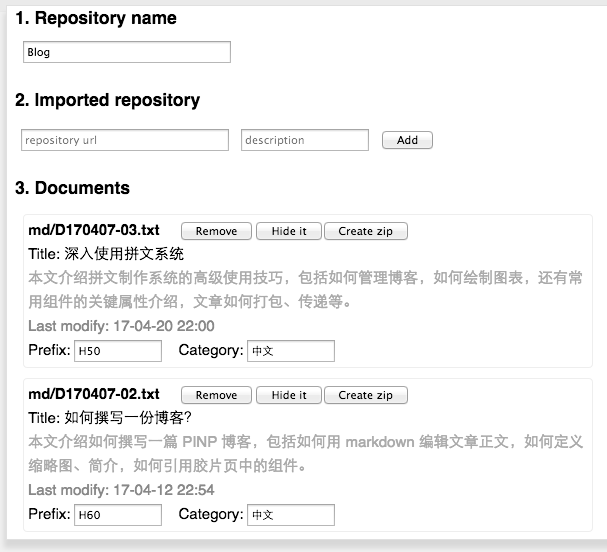 1. Repository name
Blog
2. Imported repository
repository url description Add
3. Documents
md/D170407-03.txt Remove Hide it Create zip
Title: 深入使用拼文系统
本文介绍拼文制作系统的高级使用技巧，包括如何管理博客，如何绘制图表，还有常
用组件的关键属性介绍，文章如何打包、传递等。
Last modify: 17-04-20 22:00
Prefix: H50 Category: 中文
md/D170407-02.txt Remove Hide it Create zip
Title: 如何撰写一份博客?
本文介绍如何撰写一篇 PINP 博客，包括如何用 markdown 编辑文章正文，如何定义
缩略图、简介，如何引用胶片页中的组件。
Last modify: 17-04-12 22:54
Prefix: H60 Category: 中文